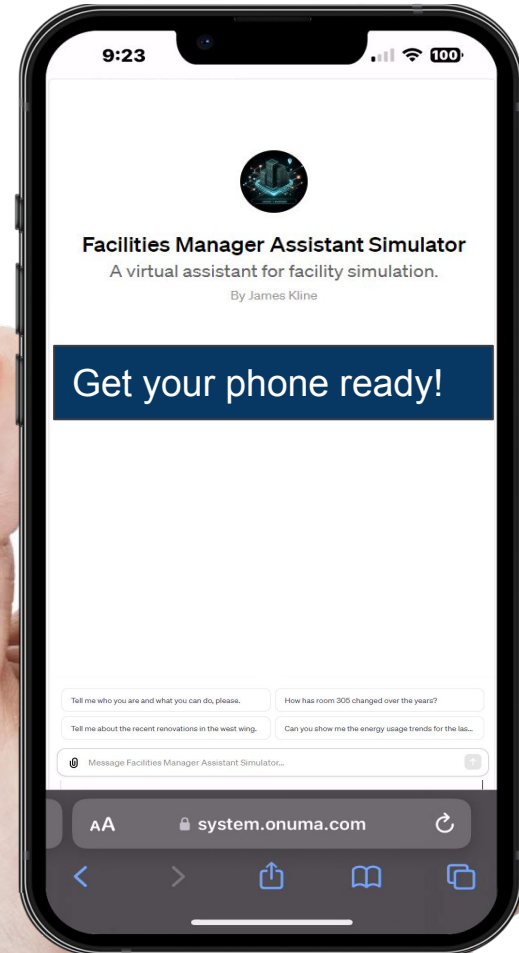 9:23
100
Facilities Manager Assistant Simulator
A virtual assistant for facility simulation.
By James Kline
Get your phone ready!
Tell me who you are and what you can do, please.
How has room 305 changed over the years?
Tell me about the recent renovations in the west wing.
Can you show me the energy usage trends for the las...
Message Facilities Manager Assistant Simulator...
AA
system.onuma.com